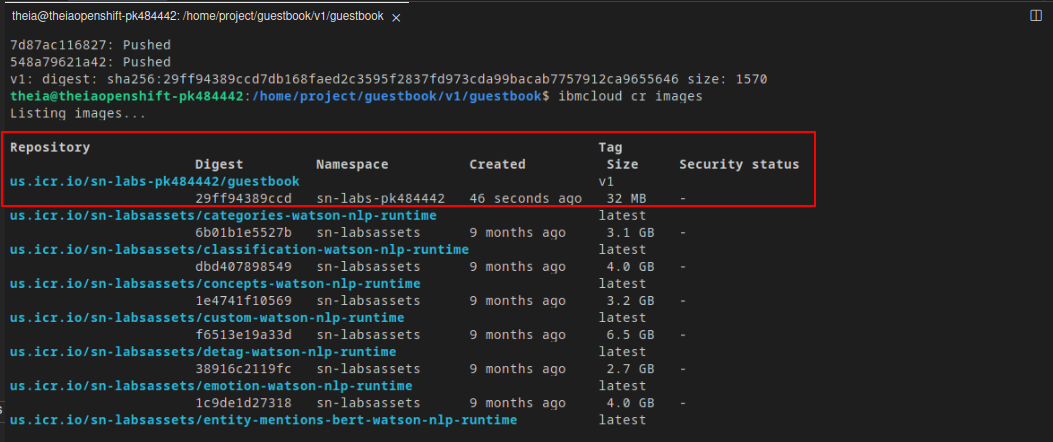 theia@theiaopenshift-pk484442: /home/project/guestbook/v1/guestbook ×
7d87ac116827: Pushed
548a79621a42: Pushed
v1: digest: sha256:29ff94389ccd7db168faed2c3595f2837fd973cda99bacab7757912ca9655646 size: 1570
theia@theiaopenshift-pk484442:/home/project/guestbook/v1/guestbook$ ibmcloud cr images
Listing images...
Repository Tag
Digest Namespace Created Size Security status
us.icr.io/sn-labs-pk484442/guestbook v1
29ff94389ccd sn-labs-pk484442 46 seconds ago 32 MB -
us.icr.io/sn-labsassets/categories-watson-nlp-runtime latest
6b01b1e5527b sn-labsassets 9 months ago 3.1 GB -
us.icr.io/sn-labsassets/classification-watson-nlp-runtime latest
dbd407898549 sn-labsassets 9 months ago 4.0 GB -
us.icr.io/sn-labsassets/concepts-watson-nlp-runtime latest
1e4741f10569 sn-labsassets 9 months ago 3.2 GB -
us.icr.io/sn-labsassets/custom-watson-nlp-runtime latest
f6513e19a33d sn-labsassets 9 months ago 6.5 GB -
us.icr.io/sn-labsassets/detag-watson-nlp-runtime latest
38916c2119fc sn-labsassets 9 months ago 2.7 GB -
us.icr.io/sn-labsassets/emotion-watson-nlp-runtime latest
1c9de1d27318 sn-labsassets 9 months ago 4.0 GB -
us.icr.io/sn-labsassets/entity-mentions-bert-watson-nlp-runtime latest